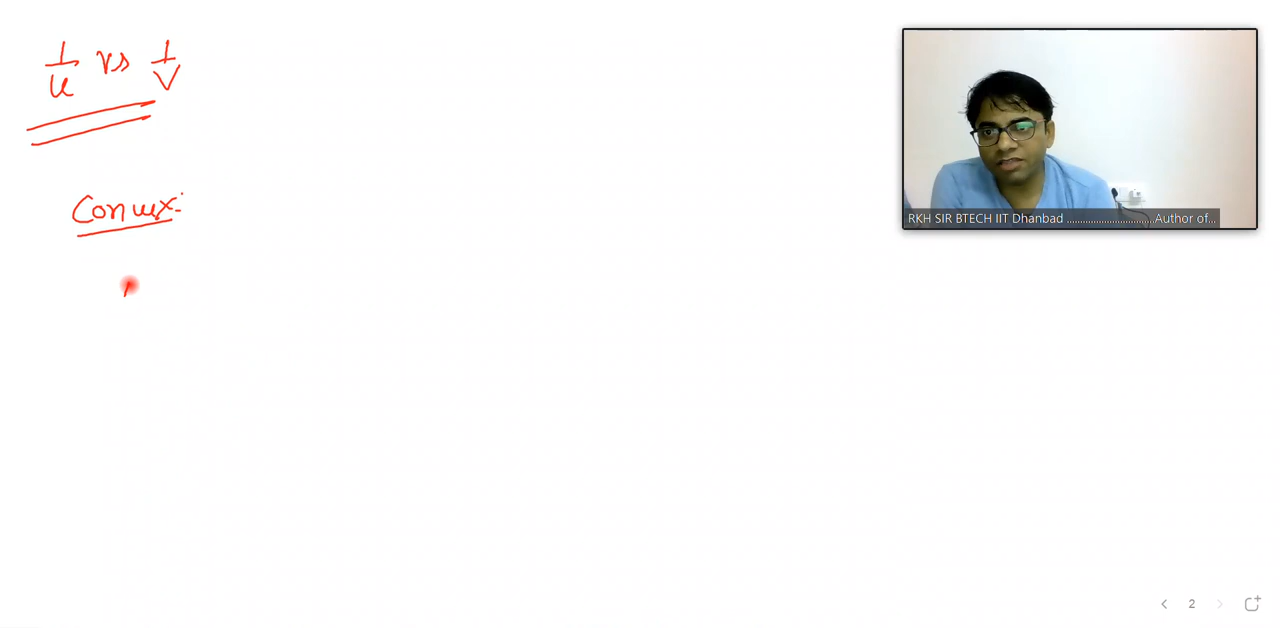 1/u vs 1/v
Convex:
RKH SIR BTECH IIT Dhanbad ..................................Author of...
2